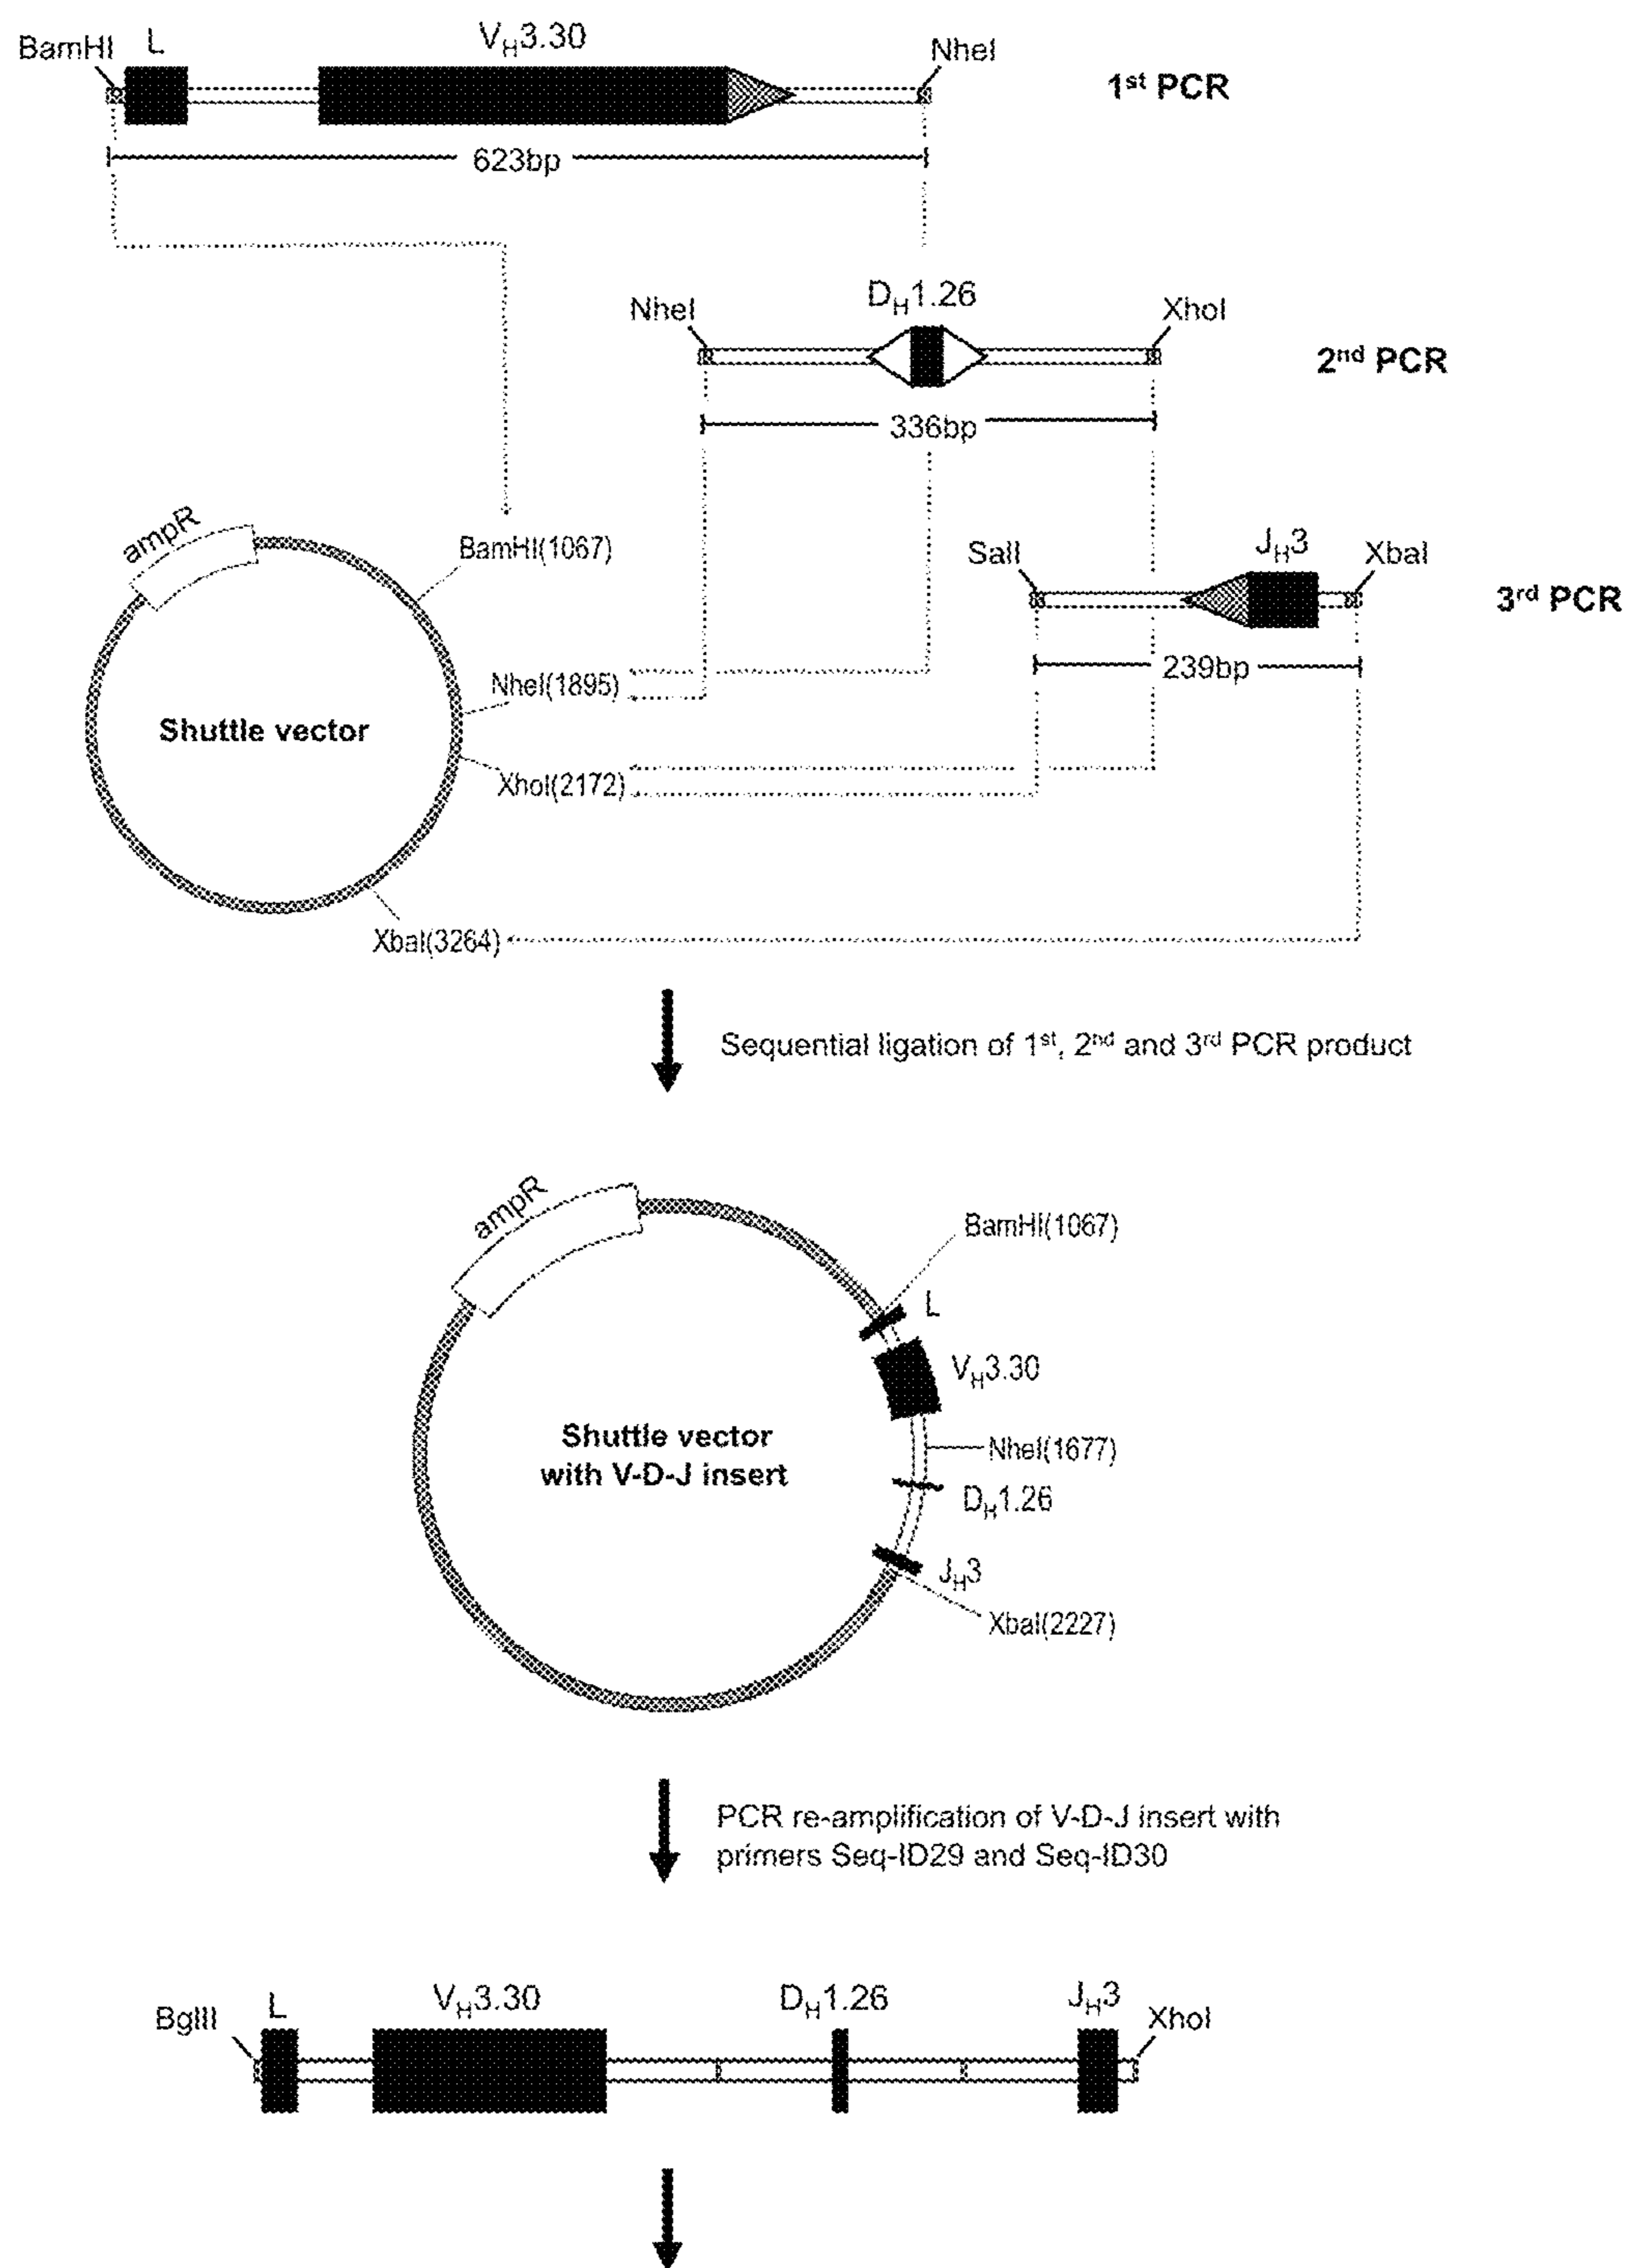 BamHI L VH3.30 NheI
1st PCR
623bp
NheI DH1.26 XhoI
2nd PCR
336bp
ampR
BamHI(1067)
SalI JH3 XbaI
3rd PCR
239bp
NheI(1895)
Shuttle vector
XhoI(2172)
XbaI(3264)
Sequential ligation of 1st, 2nd and 3rd PCR product
ampR
BamHI(1067)
L
VH3.30
Shuttle vector
with V-D-J insert
NheI(1677)
DH1.26
JH3
XbaI(2227)
PCR re-amplification of V-D-J insert with
primers Seq-ID29 and Seq-ID30
BglII L VH3.30 DH1.26 JH3 XhoI